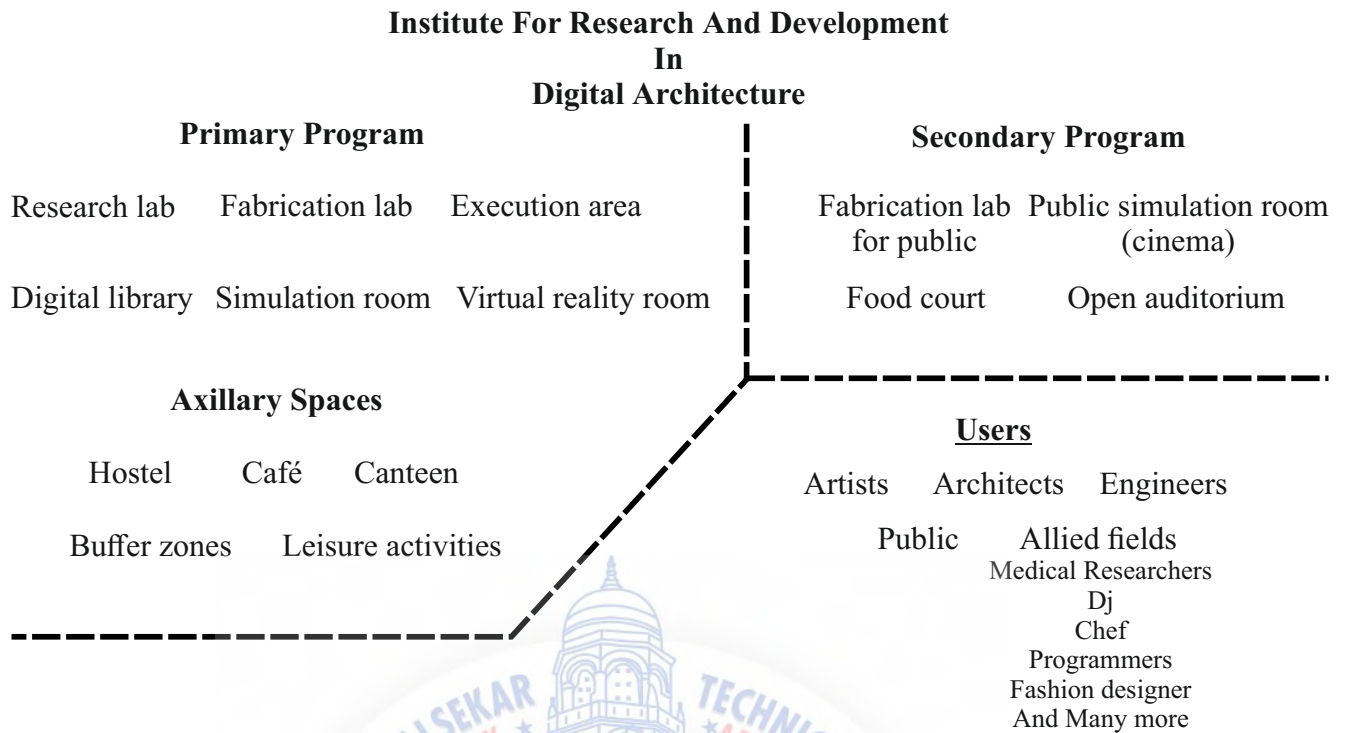 Institute For Research And Development
In
Digital Architecture
Primary Program
Research lab Fabrication lab Execution area
Digital library Simulation room Virtual reality room
Secondary Program
Fabrication lab Public simulation room
for public (cinema)
Food court Open auditorium
Axillary Spaces
Hostel Café Canteen
Buffer zones Leisure activities
Users
Artists Architects Engineers
Public Allied fields
Medical Researchers
Dj
Chef
Programmers
Fashion designer
And Many more